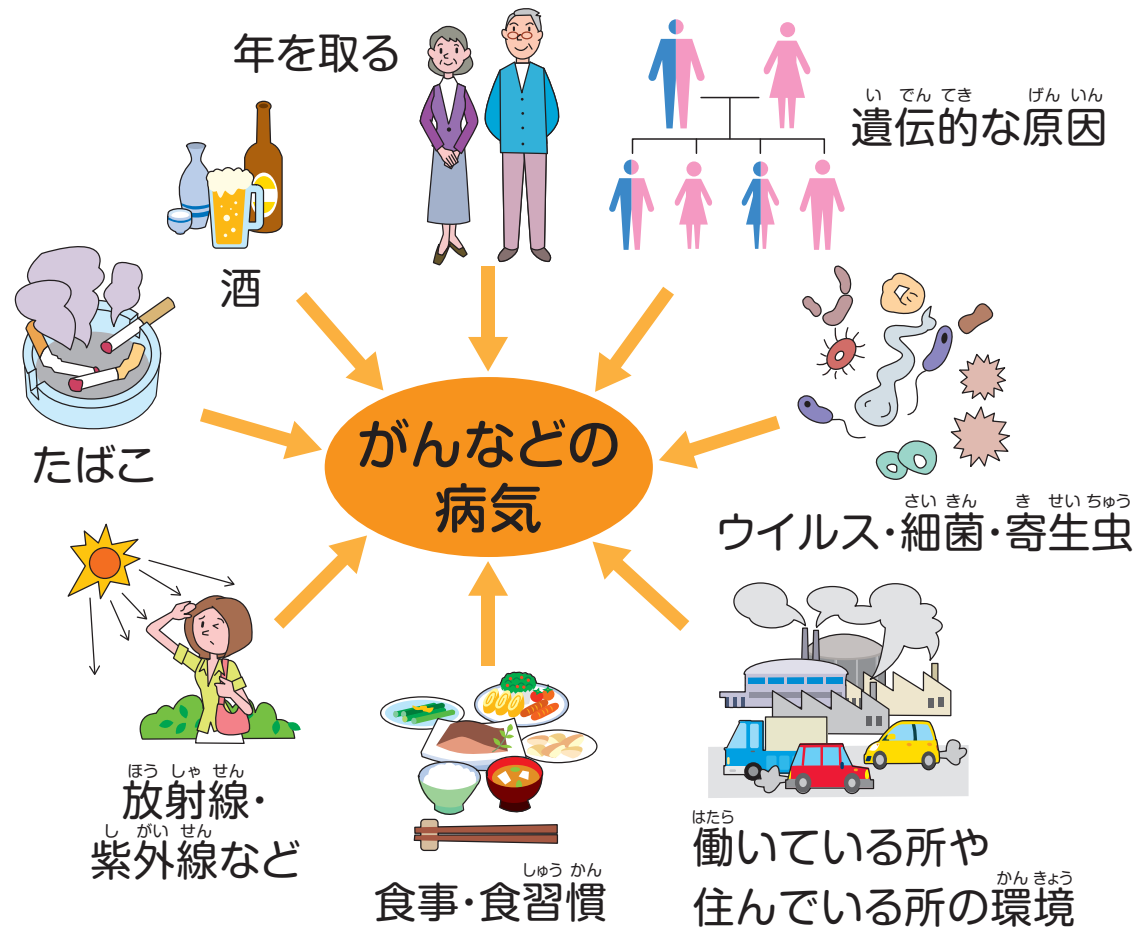 年を取る
い でん てき げん いん
遺伝的な原因
酒
たばこ
がんなどの
病気
さい きん き せい ちゅう
ウイルス・細菌・寄生虫
ほう しゃ せん
放射線・
し がい せん
紫外線など
しゅう かん
食事・食習慣
はたら
働いている所や
かん きょう
住んでいる所の環境